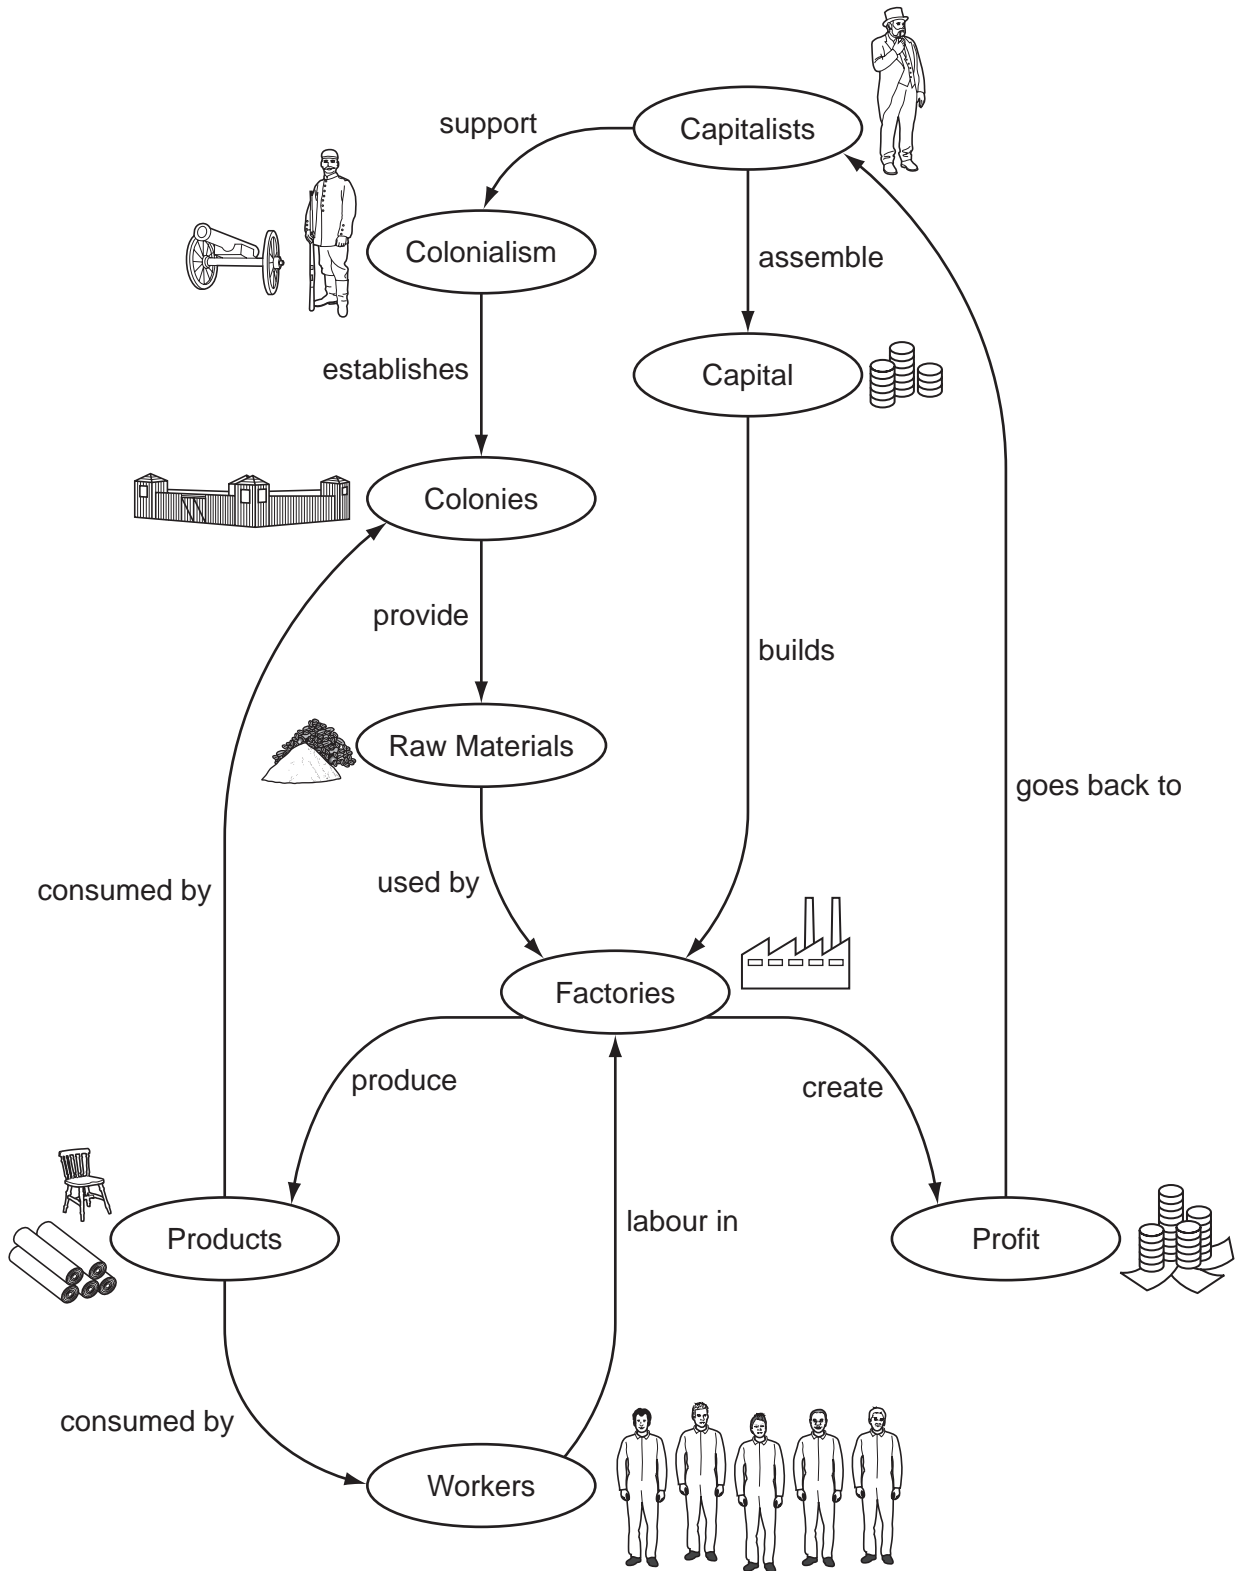 Capitalists
support
Colonialism
assemble
establishes
Capital
Colonies
provide
builds
Raw Materials
goes back to
used by
consumed by
Factories
produce
create
labour in
Products
Profit
consumed by
Workers